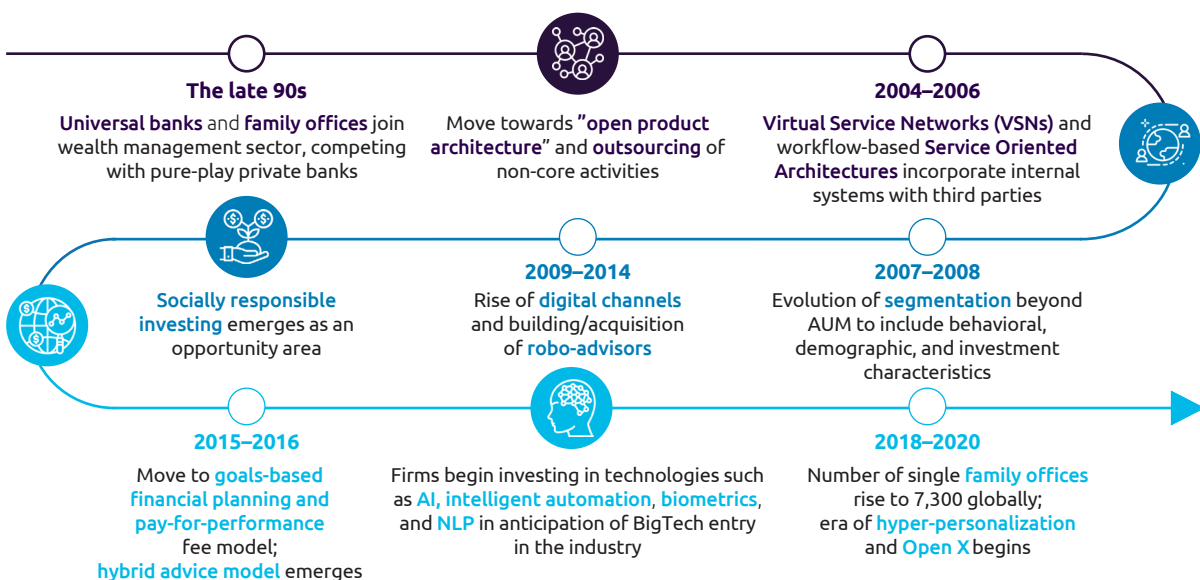 The late 90s
Universal banks and family offices join
wealth management sector, competing
with pure-play private banks
Move towards ”open product
architecture” and outsourcing of
non-core activities
2004–2006
Virtual Service Networks (VSNs) and
workflow-based Service Oriented
Architectures incorporate internal
systems with third parties
2007–2008
Evolution of segmentation beyond
AUM to include behavioral,
demographic, and investment
characteristics
2009–2014
Rise of digital channels
and building/acquisition
of robo-advisors
Socially responsible
investing emerges as an
opportunity area
2015–2016
Move to goals-based
financial planning and
pay-for-performance
fee model;
hybrid advice model emerges
Firms begin investing in technologies such
as AI, intelligent automation, biometrics,
and NLP in anticipation of BigTech entry
in the industry
2018–2020
Number of single family offices
rise to 7,300 globally;
era of hyper-personalization
and Open X begins